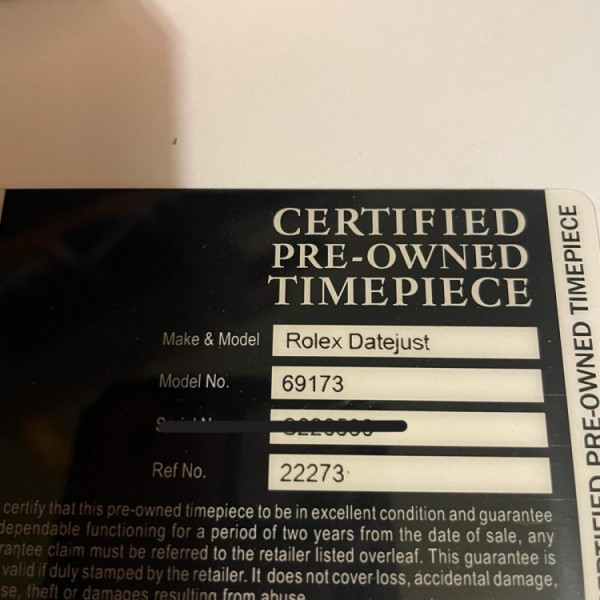 CERTIFIED
PRE-OWNED
TIMEPIECE
Make & Model Rolex Datejust
Model No. 69173
Serial No.
Ref No. 22273
certify that this pre-owned timepiece to be in excellent condition and guarantee
dependable functioning for a period of two years from the date of sale, any
rantee claim must be referred to the retailer listed overleaf. This guarantee is
valid if duly stamped by the retailer. It does not cover loss, accidental damage,
se, theft or damages resulting from abuse.
CERTIFIED PRE-OWNED TIMEPIECE